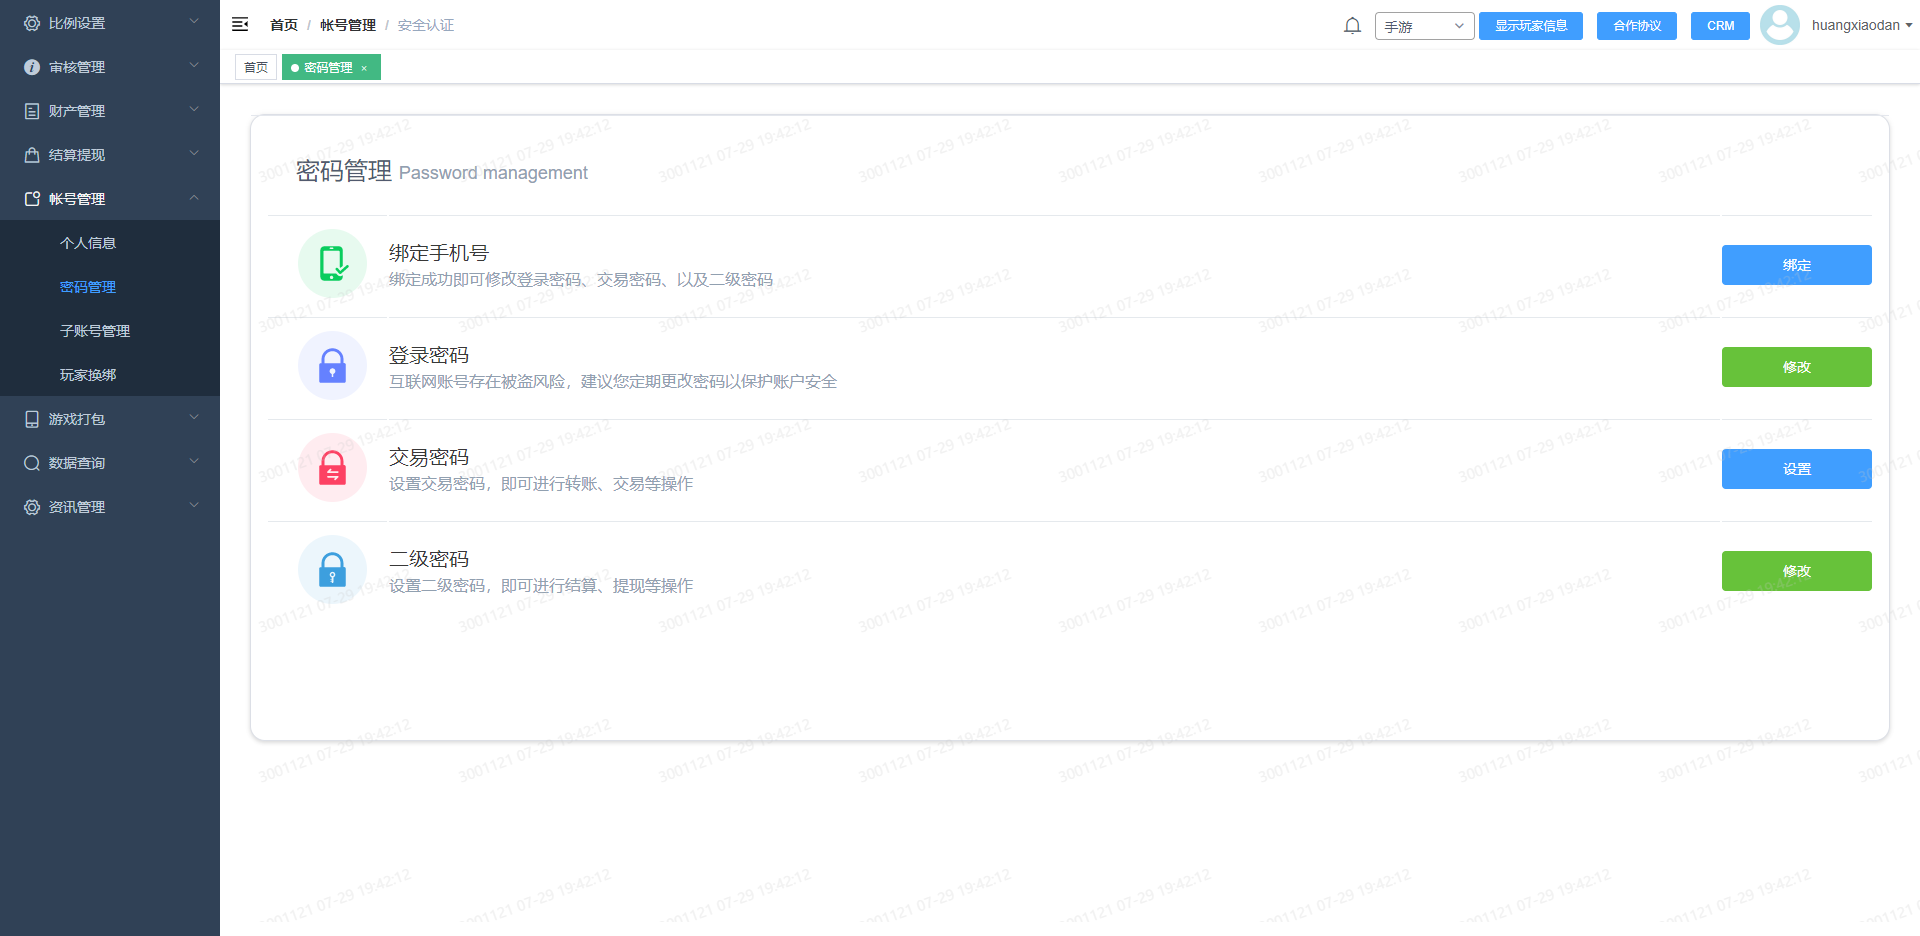 比例设置
审核管理
财产管理
结算提现
帐号管理
个人信息
密码管理
子账号管理
玩家换绑
游戏打包
数据查询
资讯管理
首页 / 帐号管理 / 安全认证
手游
显示玩家信息
合作协议
CRM
huangxiaodan
首页
密码管理 ×
密码管理 Password management
绑定手机号
绑定成功即可修改登录密码、交易密码、以及二级密码
绑定
登录密码
互联网账号存在被盗风险，建议您定期更改密码以保护账户安全
修改
交易密码
设置交易密码，即可进行转账、交易等操作
设置
二级密码
设置二级密码，即可进行结算、提现等操作
修改
3001121 07-29 19:42:12